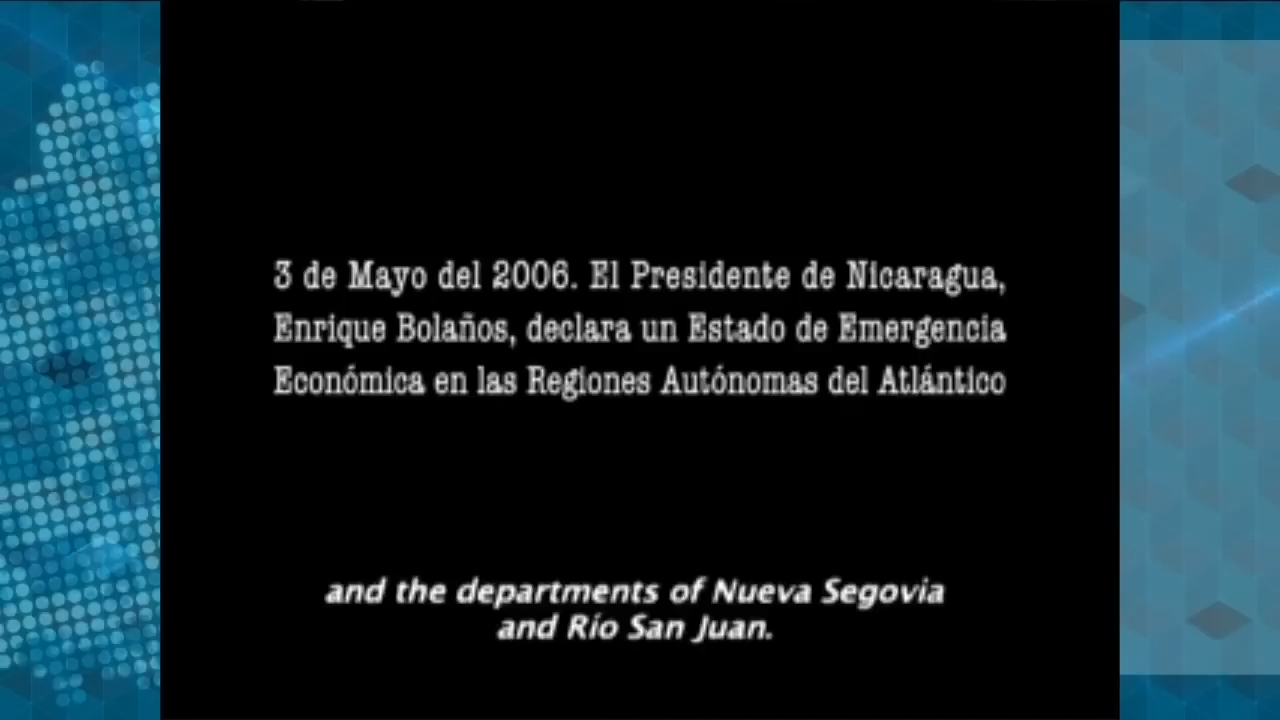 3 de Mayo del 2006. El Presidente de Nicaragua,
Enrique Bolaños, declara un Estado de Emergencia
Económica en las Regiones Autónomas del Atlántico
and the departments of Nueva Segovia
and Río San Juan.